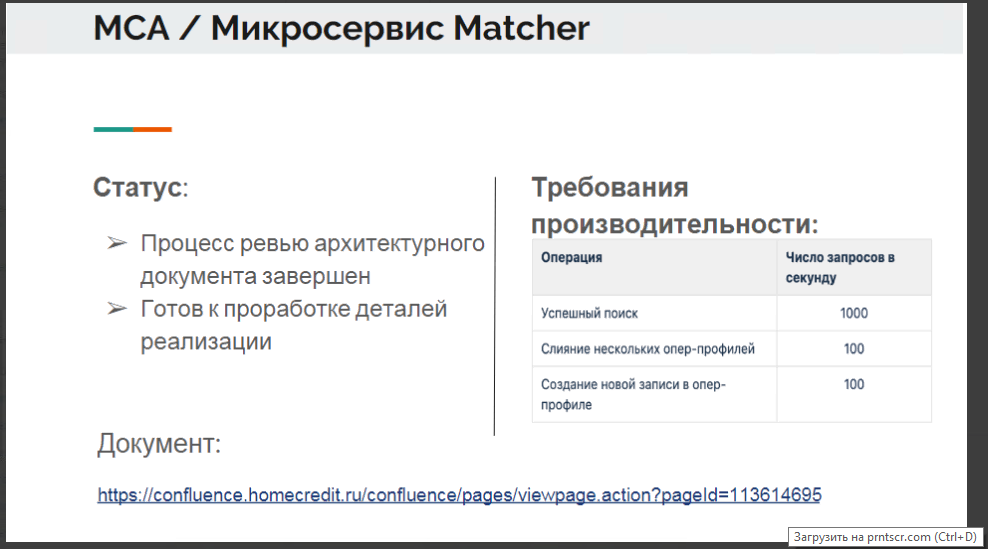 MCA / Микросервис Matcher
Статус:
➢ Процесс ревью архитектурного
документа завершен
➢ Готов к проработке деталей
реализации
Требования
производительности:
Операция
Число запросов в
секунду
Успешный поиск 1000
Слияние нескольких опер-профилей 100
Создание новой записи в опер- 100
профиле
Документ:
https://confluence.homecredit.ru/confluence/pages/viewpage.action?pageId=113614695
Загрузить на prntscr.com (Ctrl+D)